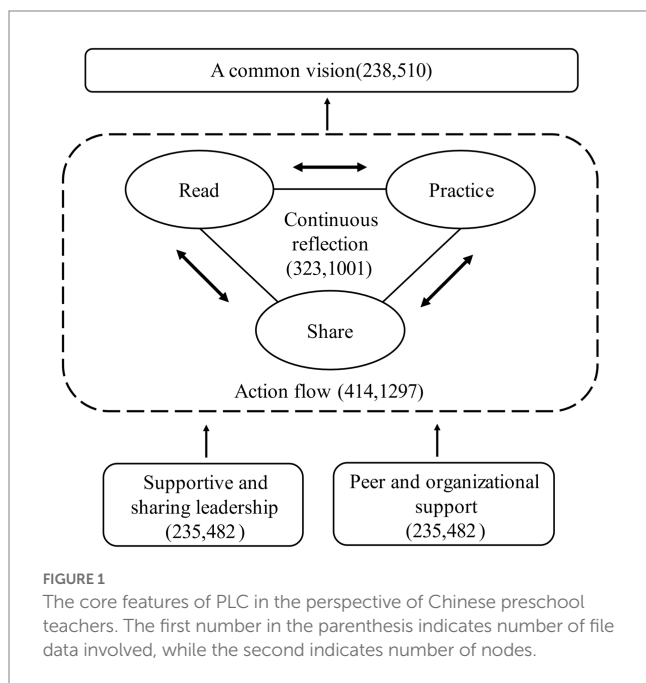 A common vision(238,510)
Read
Practice
Continuous
reflection
(323,1001)
Share
Action flow (414,1297)
Supportive and
sharing leadership
(235,482 )
Peer and organizational
support
(235,482 )
FIGURE 1
The core features of PLC in the perspective of Chinese preschool
teachers. The first number in the parenthesis indicates number of file
data involved, while the second indicates number of nodes.